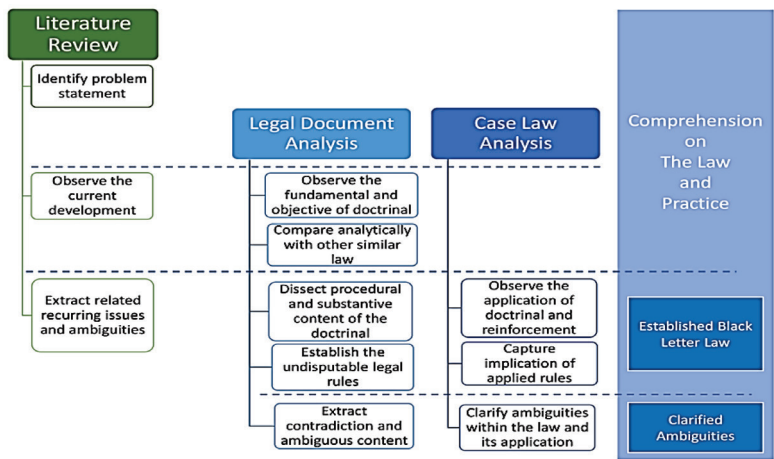 Literature
Review
Identify problem
statement
Observe the
current
development
Extract related
recurring issues
and ambiguities
Legal Document
Analysis
Observe the
fundamental and
objective of doctrinal
Compare analytically
with other similar
law
Dissect procedural
and substantive
content of the
doctrinal
Establish the
undisputable legal
rules
Extract
contradiction and
ambiguous content
Case Law
Analysis
Observe the
application of
doctrinal and
reinforcement
Capture
implication of
applied rules
Clarify ambiguities
within the law and
its application
Comprehension
on
The Law
and
Practice
Established Black
Letter Law
Clarified
Ambiguities